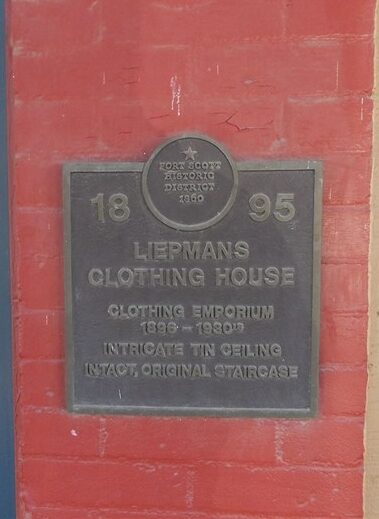 FORT SCOTT
HISTORIC
DISTRICT
1860
18 95
LIEPMANS
CLOTHING HOUSE
CLOTHING EMPORIUM
1896 – 1930'S
INTRICATE TIN CEILING
INTACT, ORIGINAL STAIRCASE